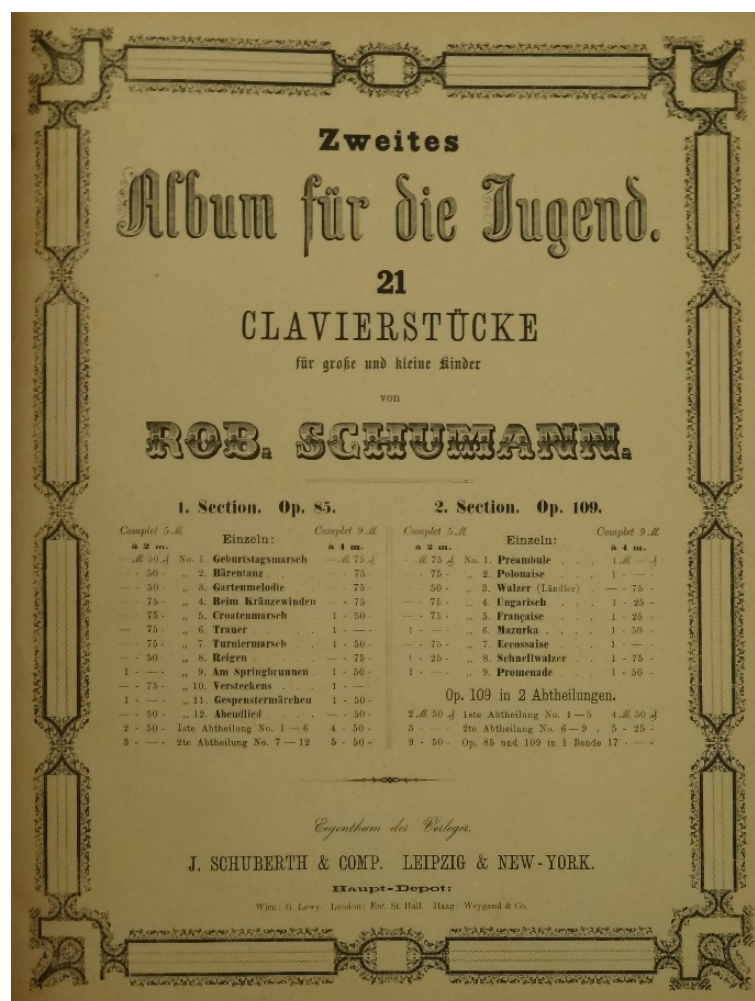 Zweites
Album für die Jugend.
21
CLAVIERSTÜCKE
für große und kleine Kinder
von
ROB. SCHUMANN.
1. Section. Op. 85.
Complet 5 M. Complet 9 M.
à 2 m. Einzeln: à 4 m.
— M 50 ₰ No. 1. Geburtstagsmarsch — M 75 ₰
— - 50 - „ 2. Bärentanz . . 75 -
75 - „ 3. Gartenmelodie 75 -
75 - „ 4. Beim Kränzewinden — - 75 -
75 - „ 5. Croatenmarsch 1 - 50 -
— 75 - „ 6. Trauer . . 1 - — -
— 75 - „ 7. Turniermarsch 1 - 50 -
— - 50 - „ 8. Reigen . . — - 75 -
1 - — - „ 9. Am Springbrunnen 1 - 50 -
— - 75 - „ 10. Versteckens . . 1 - —
1 - — - „ 11. Gespenstermärchen 1 - 50 -
— - 50 - „ 12. Abendlied . . . — - 50 -
2 - 50 - 1ste Abtheilung No. 1 — 6 4 - 50 -
3 - — - 2te Abtheilung No. 7 — 12 5 - 50 -
2. Section. Op. 109.
Complet 5 M. Complet 9 M.
à 2 m. Einzeln: à 4 m.
— M 75 ₰ No. 1. Préambule . . . 1 M — ₰
- 75 - „ 2. Polonaise . . . 1 - — -
- 50 - „ 3. Walzer (Ländler) — - 75 -
— - 75 - „ 4. Ungarisch . . . 1 - 25 -
— - 75 - „ 5. Française . . . 1 - 25 -
1 - — - „ 6. Mazurka . . . . 1 - 50 -
— - 75 - „ 7. Eccossaise . . . 1 - —
1 - 25 - „ 8. Schnellwalzer . . . 1 - 75 -
1 - — - „ 9. Promenade . . . 1 - 50 -
Op. 109 in 2 Abtheilungen.
2 M 50 ₰ 1ste Abtheilung No. 1 — 5 4 M 50 ₰
3 - — - 2te Abtheilung No. 6 — 9 . 5 - 25 -
9 - 50 - Op. 85 und 109 in 1 Bande 17 - — -
Eigenthum der Verleger.
J. SCHUBERTH & COMP. LEIPZIG & NEW-YORK.
Haupt-Depot:
Wien: G. Lewy. London: Ent. St. Hall. Haag: Weygand & Co.